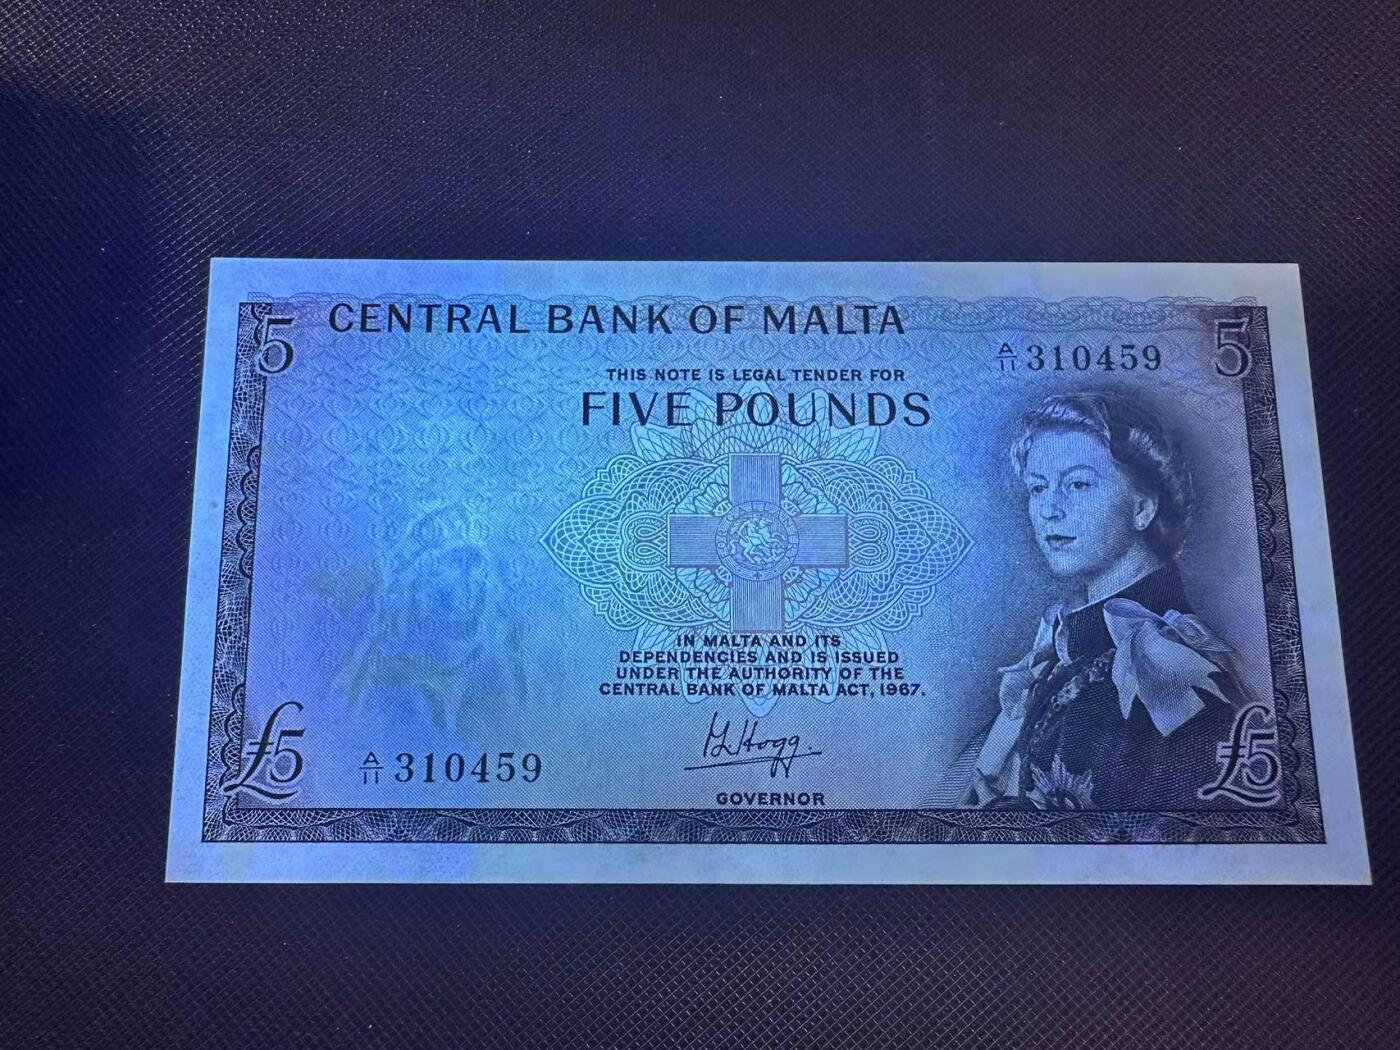 5 CENTRAL BANK OF MALTA 5
A/11 310459
THIS NOTE IS LEGAL TENDER FOR
FIVE POUNDS
IN MALTA AND ITS
DEPENDENCIES AND IS ISSUED
UNDER THE AUTHORITY OF THE
CENTRAL BANK OF MALTA ACT, 1967.
Hogg
£5 A/11 310459 £5
GOVERNOR